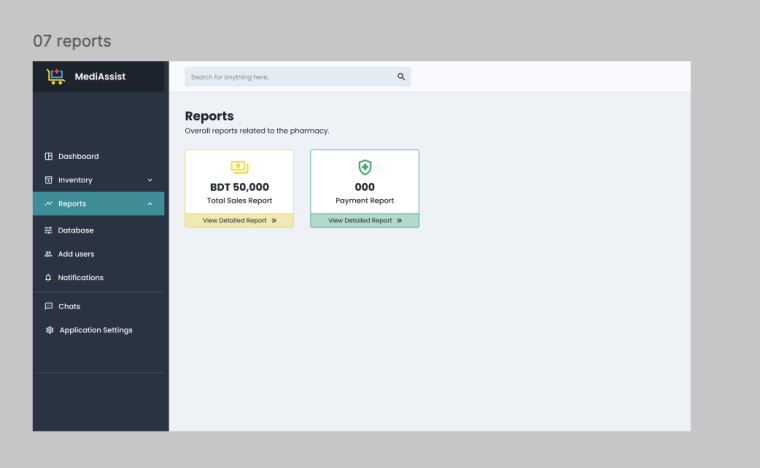 07 reports
MediAssist
Search for anything here..
Reports
Overall reports related to the pharmacy.
Dashboard
Inventory
Reports
Database
Add users
Notifications
Chats
Application Settings
BDT 50,000
Total Sales Report
View Detailed Report »
000
Payment Report
View Detailed Report »